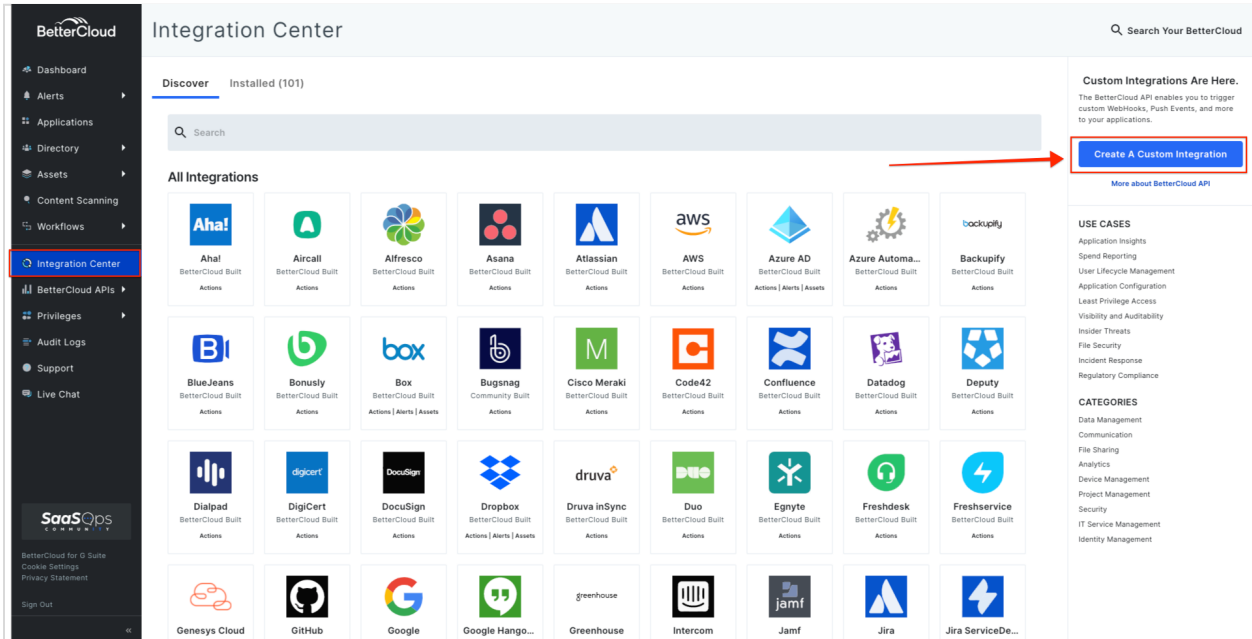 BetterCloud
Dashboard
Alerts
Applications
Directory
Assets
Content Scanning
Workflows
Integration Center
BetterCloud APIs
Privileges
Audit Logs
Support
Live Chat
SaaSOps
COMMUNITY
BetterCloud for G Suite
Cookie Settings
Privacy Statement
Sign Out
«
Integration Center
Search Your BetterCloud
Discover Installed (101)
Search
All Integrations
Aha! aws backupify
Aha! Aircall Alfresco Asana Atlassian AWS Azure AD Azure Automa... Backupify
BetterCloud Built BetterCloud Built BetterCloud Built BetterCloud Built BetterCloud Built BetterCloud Built BetterCloud Built BetterCloud Built BetterCloud Built
Actions Actions Actions Actions Actions Actions Actions | Alerts | Assets Actions Actions
B box b M C
BlueJeans Bonusly Box Bugsnag Cisco Meraki Code42 Confluence Datadog Deputy
BetterCloud Built BetterCloud Built BetterCloud Built Community Built BetterCloud Built BetterCloud Built BetterCloud Built BetterCloud Built BetterCloud Built
Actions Actions Actions | Alerts | Assets Actions Actions Actions Actions Actions Actions
digicert DocuSign druva DUO
Dialpad DigiCert DocuSign Dropbox Druva inSync Duo Egnyte Freshdesk Freshservice
BetterCloud Built BetterCloud Built BetterCloud Built BetterCloud Built BetterCloud Built BetterCloud Built BetterCloud Built BetterCloud Built BetterCloud Built
Actions Actions Actions Actions | Alerts | Assets Actions Actions Actions Actions Actions
G greenhouse jamf
Genesys Cloud GitHub Google Google Hango... Greenhouse Intercom Jamf Jira Jira ServiceDe...
Custom Integrations Are Here.
The BetterCloud API enables you to trigger
custom WebHooks, Push Events, and more
to your applications.
Create A Custom Integration
More about BetterCloud API
USE CASES
Application Insights
Spend Reporting
User Lifecycle Management
Application Configuration
Least Privilege Access
Visibility and Auditability
Insider Threats
File Security
Incident Response
Regulatory Compliance
CATEGORIES
Data Management
Communication
File Sharing
Analytics
Device Management
Project Management
Security
IT Service Management
Identity Management